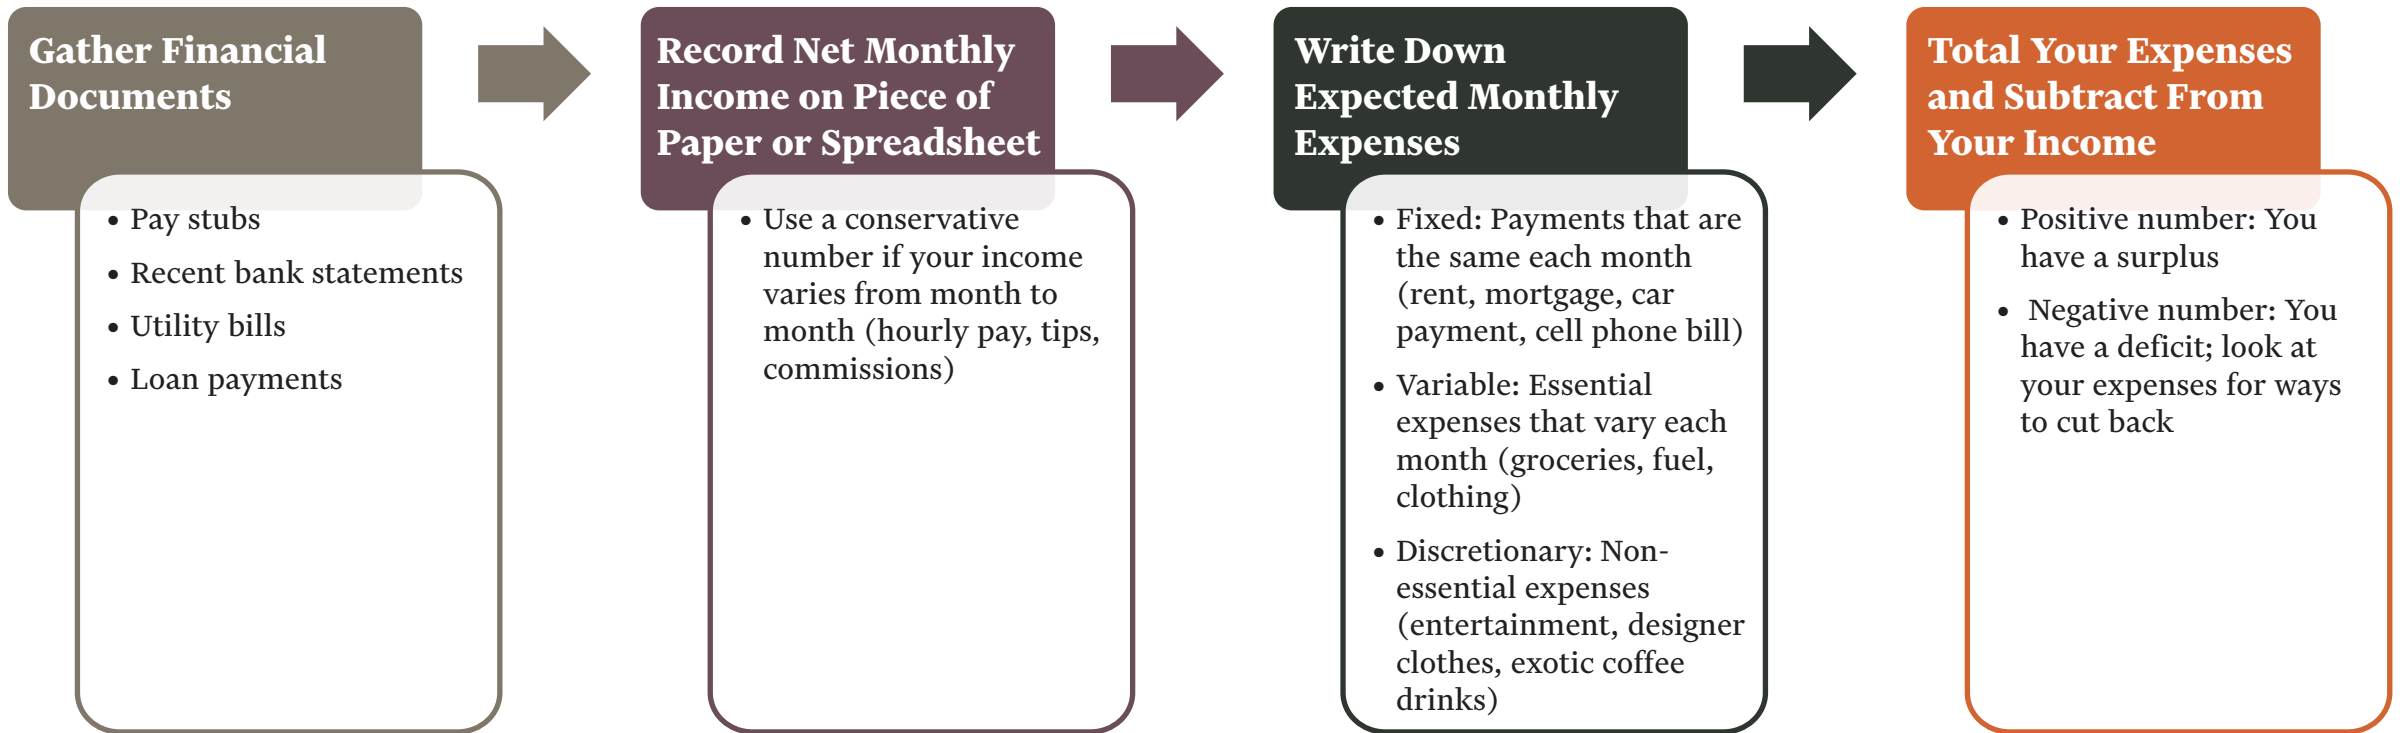 Gather Financial
Documents
• Pay stubs
• Recent bank statements
• Utility bills
• Loan payments
Record Net Monthly
Income on Piece of
Paper or Spreadsheet
• Use a conservative
number if your income
varies from month to
month (hourly pay, tips,
commissions)
Write Down
Expected Monthly
Expenses
• Fixed: Payments that are
the same each month
(rent, mortgage, car
payment, cell phone bill)
• Variable: Essential
expenses that vary each
month (groceries, fuel,
clothing)
• Discretionary: Non-
essential expenses
(entertainment, designer
clothes, exotic coffee
drinks)
Total Your Expenses
and Subtract From
Your Income
• Positive number: You
have a surplus
• Negative number: You
have a deficit; look at
your expenses for ways
to cut back